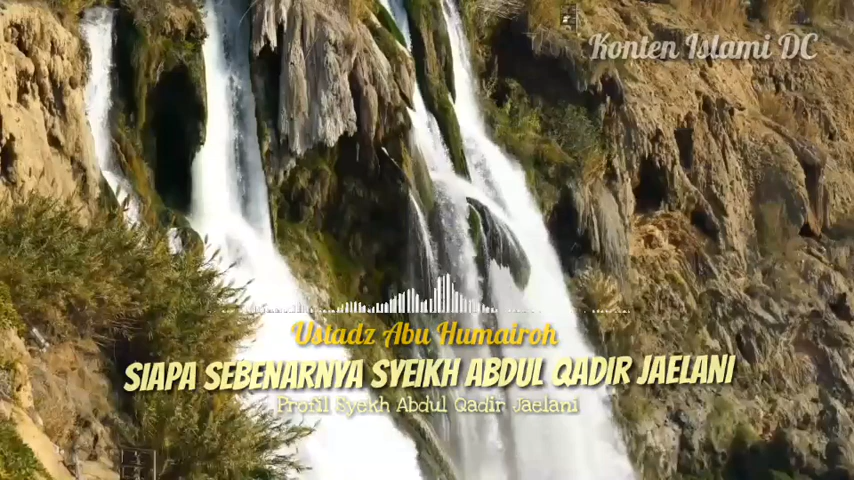 Konten Islami DC
Ustadz Abu Humairoh
SIAPA SEBENARNYA SYEIKH ABDUL QADIR JAELANI
Profil Syekh Abdul Qadir Jaelani